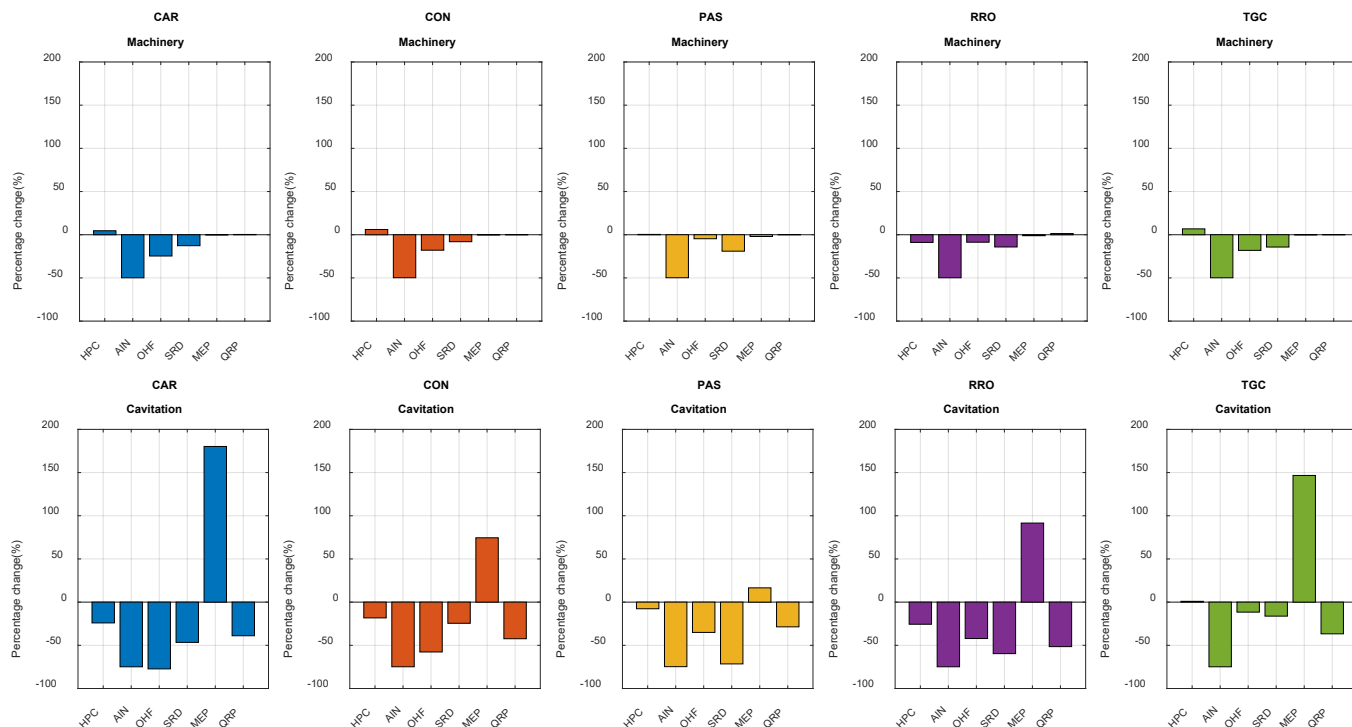 CAR
Machinery
Percentage change(%)
200
150
100
50
0
-50
-100
HPC
AIN
OHF
SRD
MEP
QRP
CON
Machinery
Percentage change(%)
200
150
100
50
0
-50
-100
HPC
AIN
OHF
SRD
MEP
QRP
PAS
Machinery
Percentage change(%)
200
150
100
50
0
-50
-100
HPC
AIN
OHF
SRD
MEP
QRP
RRO
Machinery
Percentage change(%)
200
150
100
50
0
-50
-100
HPC
AIN
OHF
SRD
MEP
QRP
TGC
Machinery
Percentage change(%)
200
150
100
50
0
-50
-100
HPC
AIN
OHF
SRD
MEP
QRP
CAR
Cavitation
Percentage change(%)
200
150
100
50
0
-50
-100
HPC
AIN
OHF
SRD
MEP
QRP
CON
Cavitation
Percentage change(%)
200
150
100
50
0
-50
-100
HPC
AIN
OHF
SRD
MEP
QRP
PAS
Cavitation
Percentage change(%)
200
150
100
50
0
-50
-100
HPC
AIN
OHF
SRD
MEP
QRP
RRO
Cavitation
Percentage change(%)
200
150
100
50
0
-50
-100
HPC
AIN
OHF
SRD
MEP
QRP
TGC
Cavitation
Percentage change(%)
200
150
100
50
0
-50
-100
HPC
AIN
OHF
SRD
MEP
QRP